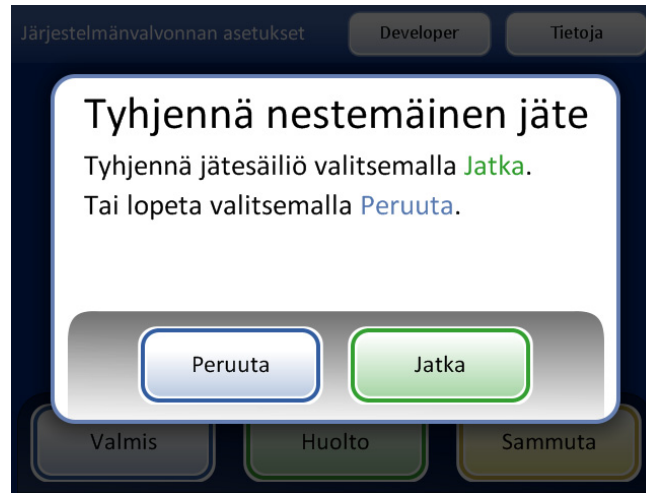 Järjestelmänvalvonnan asetukset
Developer
Tietoja
Tyhjennä nestemäinen jäte
Tyhjennä jätesäiliö valitsemalla Jatka.
Tai lopeta valitsemalla Peruuta.
Peruuta
Jatka
Valmis
Huolto
Sammuta